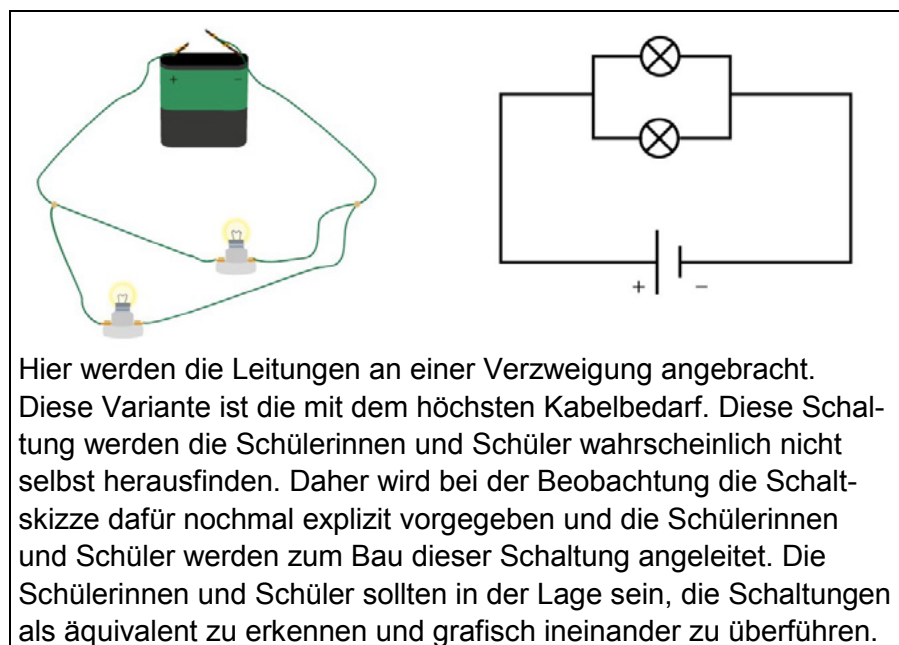 + −
+ −
Hier werden die Leitungen an einer Verzweigung angebracht.
Diese Variante ist die mit dem höchsten Kabelbedarf. Diese Schal-
tung werden die Schülerinnen und Schüler wahrscheinlich nicht
selbst herausfinden. Daher wird bei der Beobachtung die Schalt-
skizze dafür nochmal explizit vorgegeben und die Schülerinnen
und Schüler werden zum Bau dieser Schaltung angeleitet. Die
Schülerinnen und Schüler sollten in der Lage sein, die Schaltungen
als äquivalent zu erkennen und grafisch ineinander zu überführen.